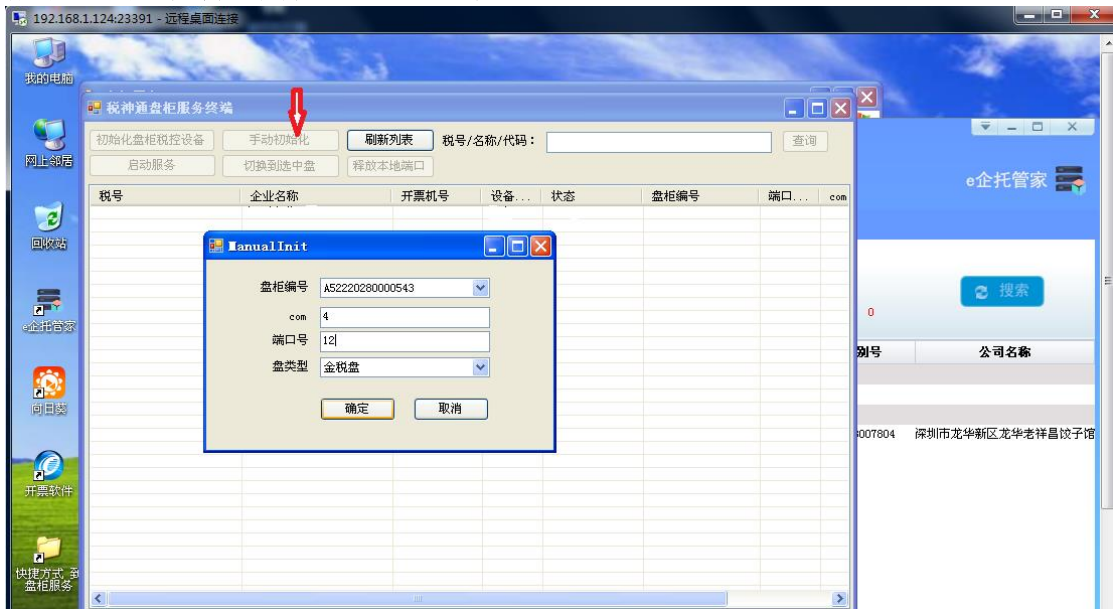 192.168.1.124:23391 - 远程桌面连接
我的电脑
税神通盘柜服务终端
初始化盘柜税控设备
手动初始化
刷新列表
税号/名称/代码：
查询
启动服务
切换到选中盘
释放本地端口
网上邻居
e企托管家
税号
企业名称
开票机号
设备...
状态
盘柜编号
端口...
com
回收站
ManualInit
盘柜编号
A52220280000543
com
4
端口号
12
盘类型
金税盘
确定
取消
搜索
0
e企托管家
别号
公司名称
向日葵
007804
深圳市龙华新区龙华老祥昌饺子馆
开票软件
快捷方式 到
盘柜服务